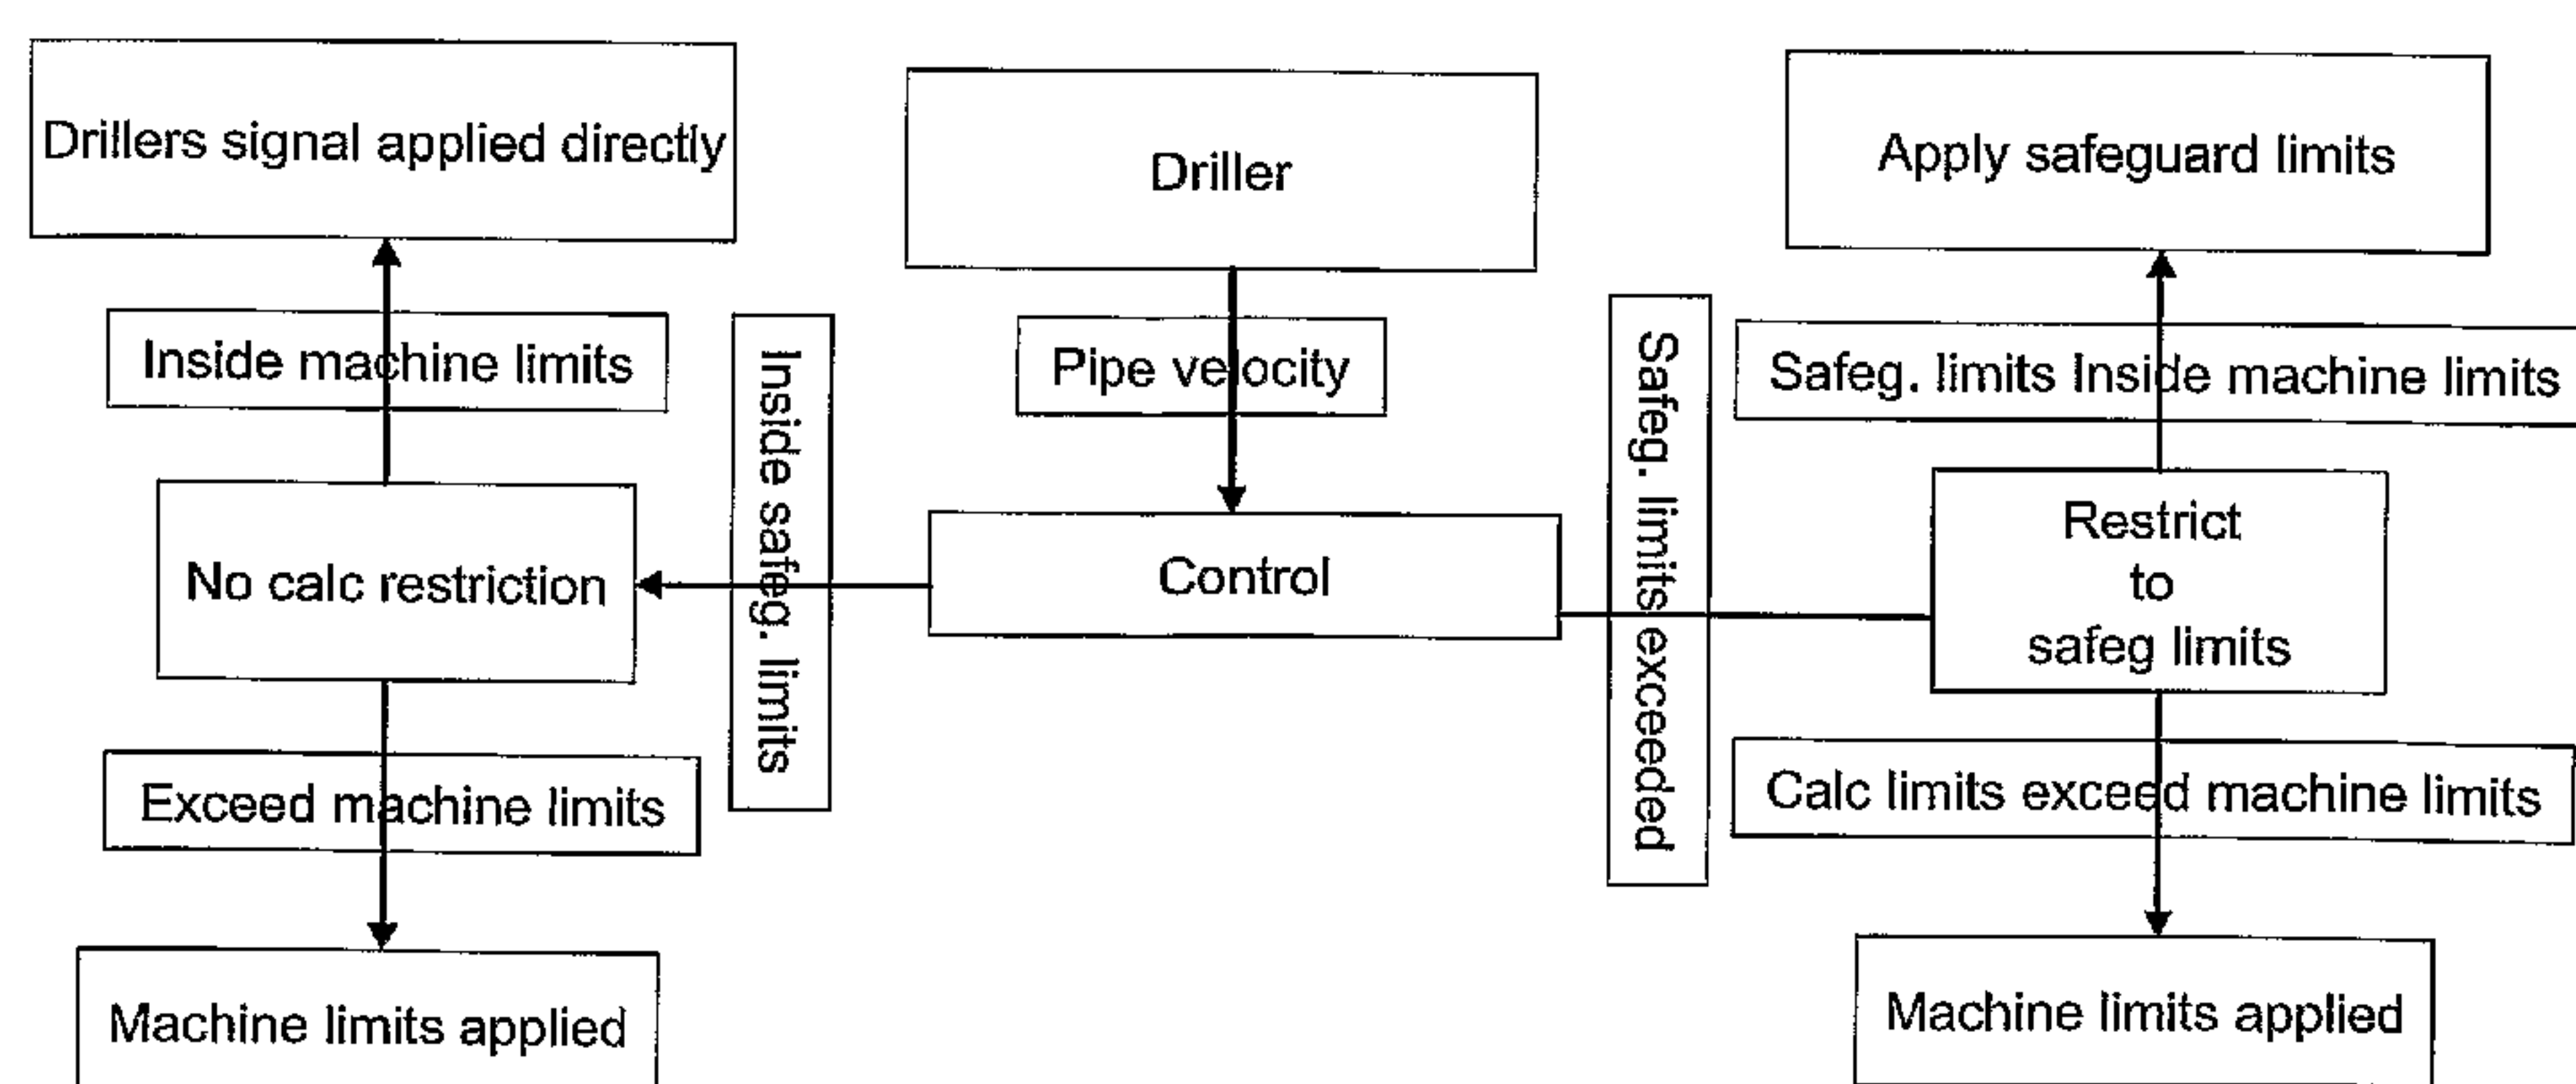 Drillers signal applied directly
Driller
Apply safeguard limits
Inside machine limits
Inside safeg. limits
Pipe velocity
Safeg. limits exceeded
Safeg. limits Inside machine limits
No calc restriction
Control
Restrict
to
safeg limits
Exceed machine limits
Calc limits exceed machine limits
Machine limits applied
Machine limits applied